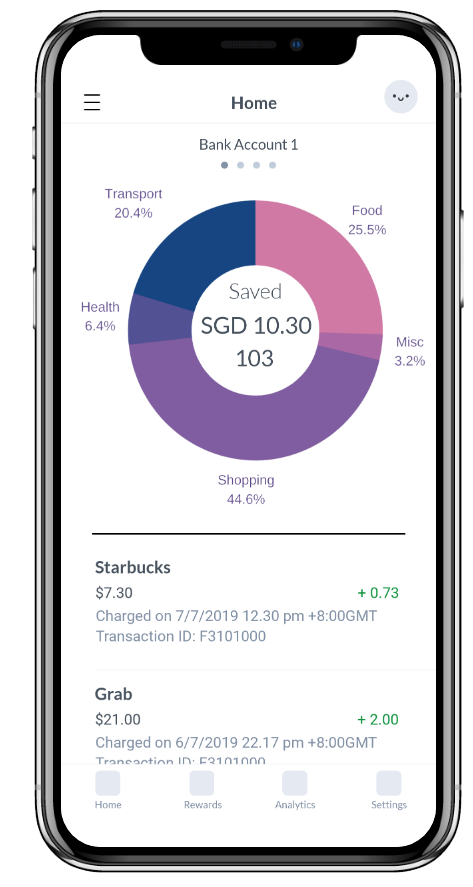 Home
Bank Account 1
Transport
20.4%
Food
25.5%
Health
6.4%
Saved
SGD 10.30
103
Misc
3.2%
Shopping
44.6%
Starbucks
$7.30 + 0.73
Charged on 7/7/2019 12.30 pm +8:00GMT
Transaction ID: F3101000
Grab
$21.00 + 2.00
Charged on 6/7/2019 22.17 pm +8:00GMT
Transaction ID: F3101000
Home Rewards Analytics Settings